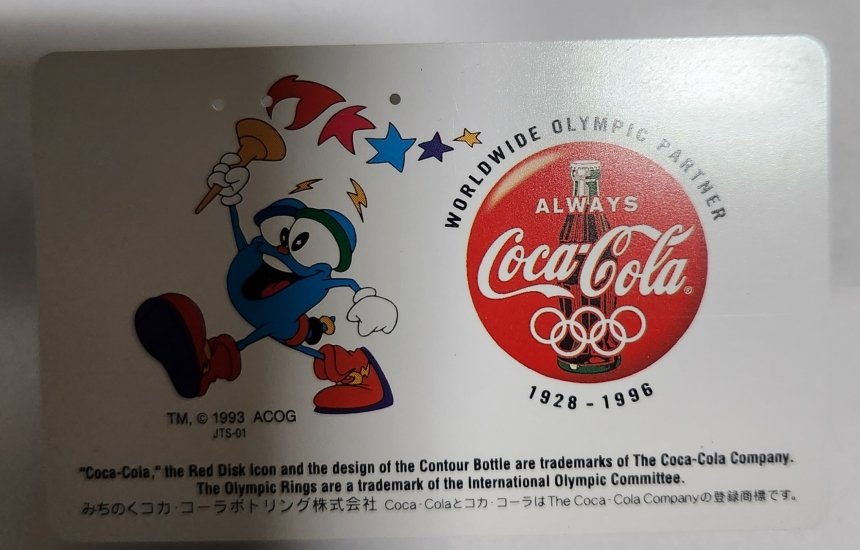 WORLDWIDE OLYMPIC PARTNER
ALWAYS
Coca-Cola®
1928-1996
TM, © 1993 ACOG
JTS-01
"Coca-Cola," the Red Disk Icon and the design of the Contour Bottle are trademarks of The Coca-Cola Company.
The Olympic Rings are a trademark of the International Olympic Committee.
みちのくコカ·コーラボトリング株式会社 Coca-Colaとコカ·コーラはThe Coca-Cola Companyの登録商標です。